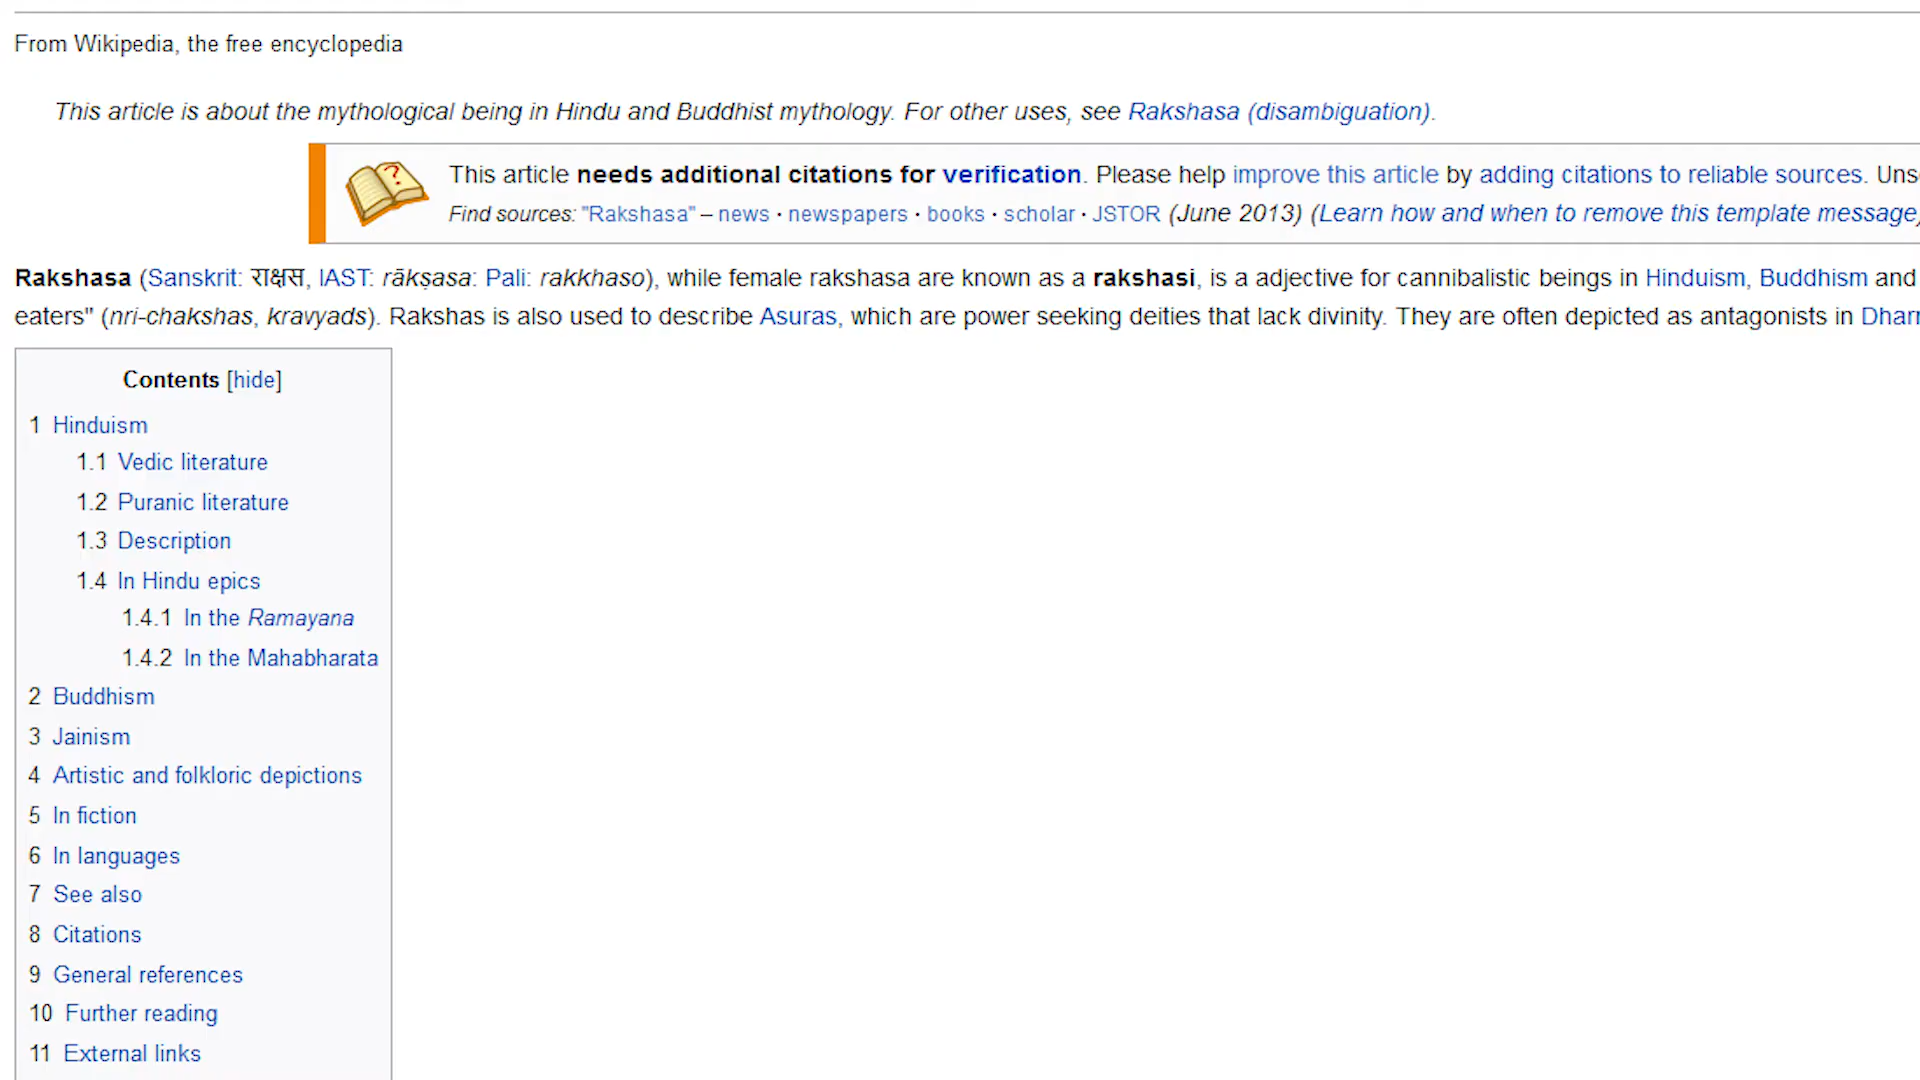 From Wikipedia, the free encyclopedia
This article is about the mythological being in Hindu and Buddhist mythology. For other uses, see Rakshasa (disambiguation).
This article needs additional citations for verification. Please help improve this article by adding citations to reliable sources. Uns
Find sources: "Rakshasa" – news · newspapers · books · scholar · JSTOR (June 2013) (Learn how and when to remove this template message)
Rakshasa (Sanskrit: राक्षस, IAST: rākṣasa: Pali: rakkhaso), while female rakshasa are known as a rakshasi, is a adjective for cannibalistic beings in Hinduism, Buddhism and
eaters" (nri-chakshas, kravyads). Rakshas is also used to describe Asuras, which are power seeking deities that lack divinity. They are often depicted as antagonists in Dharm
Contents [hide]
1 Hinduism
1.1 Vedic literature
1.2 Puranic literature
1.3 Description
1.4 In Hindu epics
1.4.1 In the Ramayana
1.4.2 In the Mahabharata
2 Buddhism
3 Jainism
4 Artistic and folkloric depictions
5 In fiction
6 In languages
7 See also
8 Citations
9 General references
10 Further reading
11 External links
?